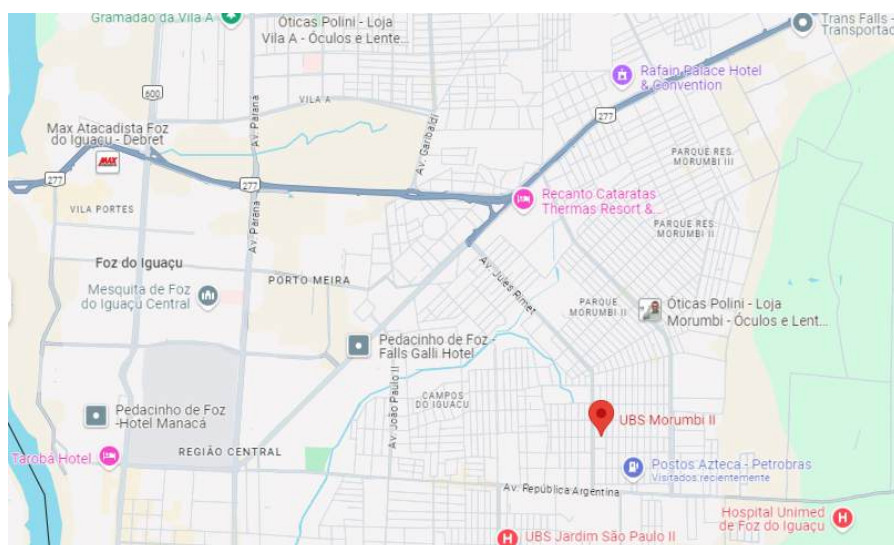 Gramadão da Vila A
Óticas Polini - Loja
Vila A - Óculos e Lente...
Trans Falls -
Transportad
Rafain Palace Hotel
& Convention
600
VILA A
Av. Paraná
Av. Garibaldi
277
Max Atacadista Foz
do Iguaçu - Debret
MAX
277
277
PARQUE RES.
MORUMBI III
Recanto Cataratas
Thermas Resort &...
VILA PORTES
Av. Paraná
PARQUE RES.
MORUMBI II
Foz do Iguaçu
Av. Jules Rimet
PORTO MEIRA
Mesquita de Foz
do Iguaçu Central
PARQUE
MORUMBI II
Óticas Polini - Loja
Morumbi - Óculos e Lent...
Pedacinho de Foz -
Falls Galli Hotel
Av. João Paulo II
CAMPOS
DO IGUAÇU
Pedacinho de Foz
-Hotel Manacá
UBS Morumbi II
Tarobá Hotel
REGIÃO CENTRAL
Postos Azteca - Petrobras
Visitados recientemente
Av. República Argentina
Hospital Unimed
de Foz do Iguaçu
H
UBS Jardim São Paulo II
H